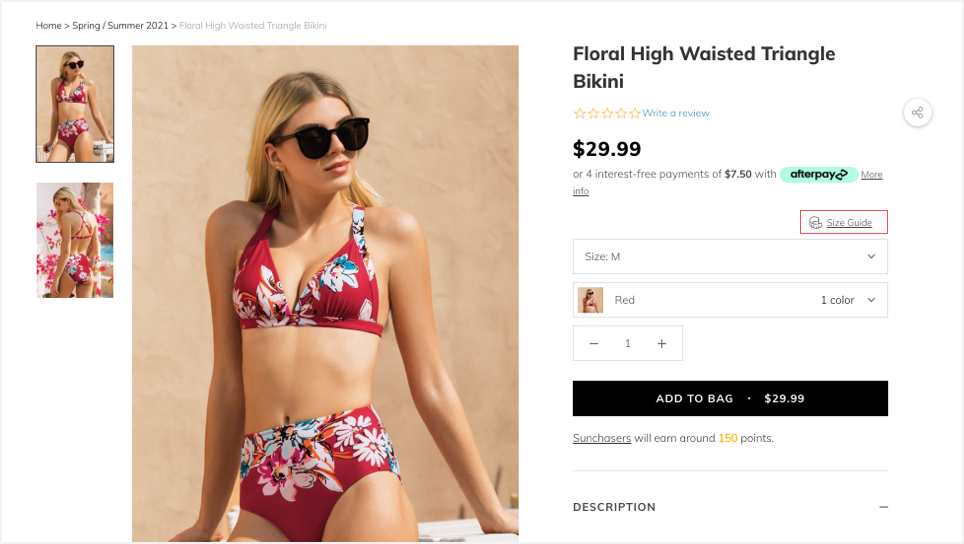 Home > Spring / Summer 2021 > Floral High Waisted Triangle Bikini
Floral High Waisted Triangle
Bikini
Write a review
$29.99
or 4 interest-free payments of $7.50 with afterpay More
info
Size Guide
Size: M
Red 1 color
− 1 +
ADD TO BAG · $29.99
Sunchasers will earn around 150 points.
DESCRIPTION −